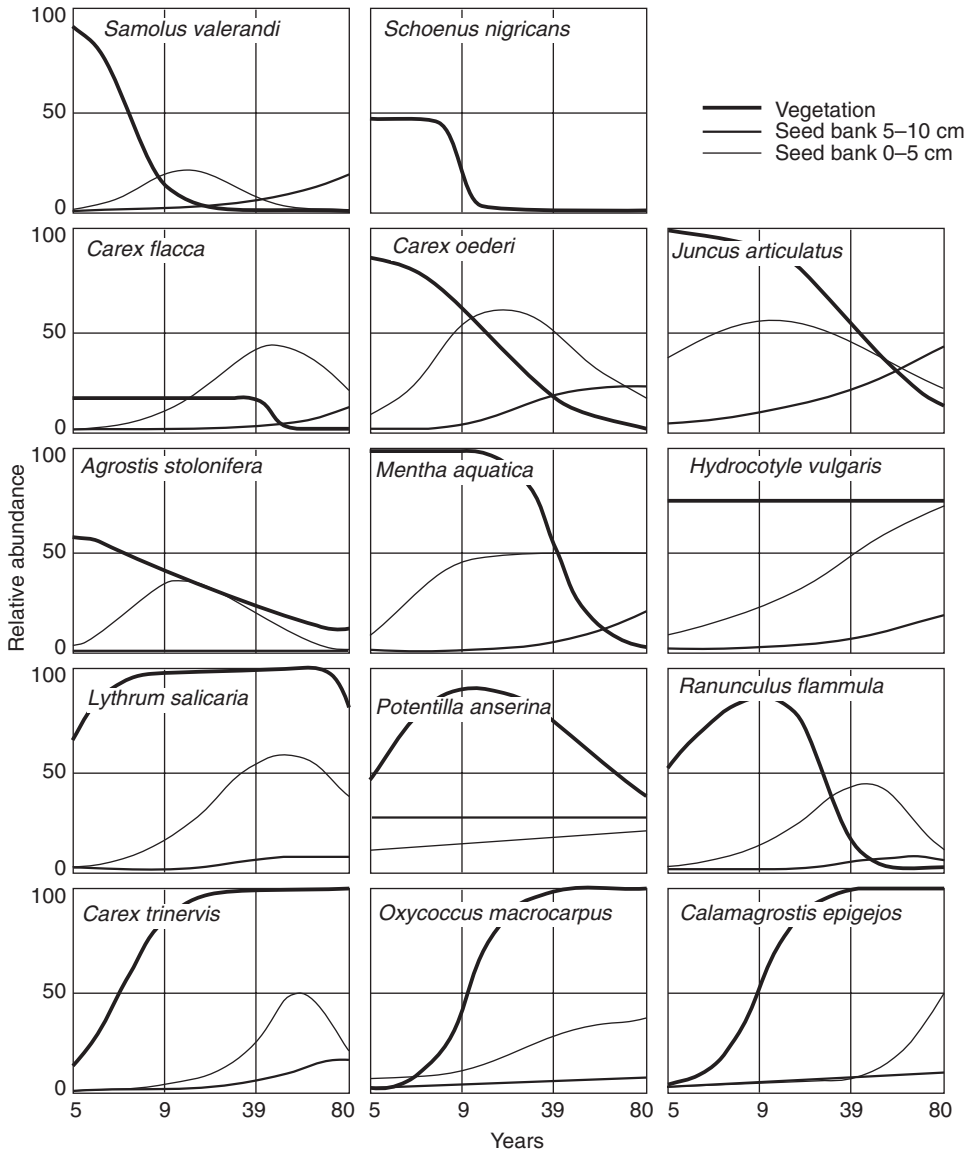 100
Samolus valerandi
50
0
Schoenus nigricans
Vegetation
Seed bank 5–10 cm
Seed bank 0–5 cm
100
Carex flacca
50
0
Carex oederi
Juncus articulatus
Relative abundance
100
Agrostis stolonifera
50
0
Mentha aquatica
Hydrocotyle vulgaris
100
Lythrum salicaria
50
0
Potentilla anserina
Ranunculus flammula
100
Carex trinervis
50
0
Oxycoccus macrocarpus
Calamagrostis epigejos
5 9 39 80
5 9 39 80
5 9 39 80
Years